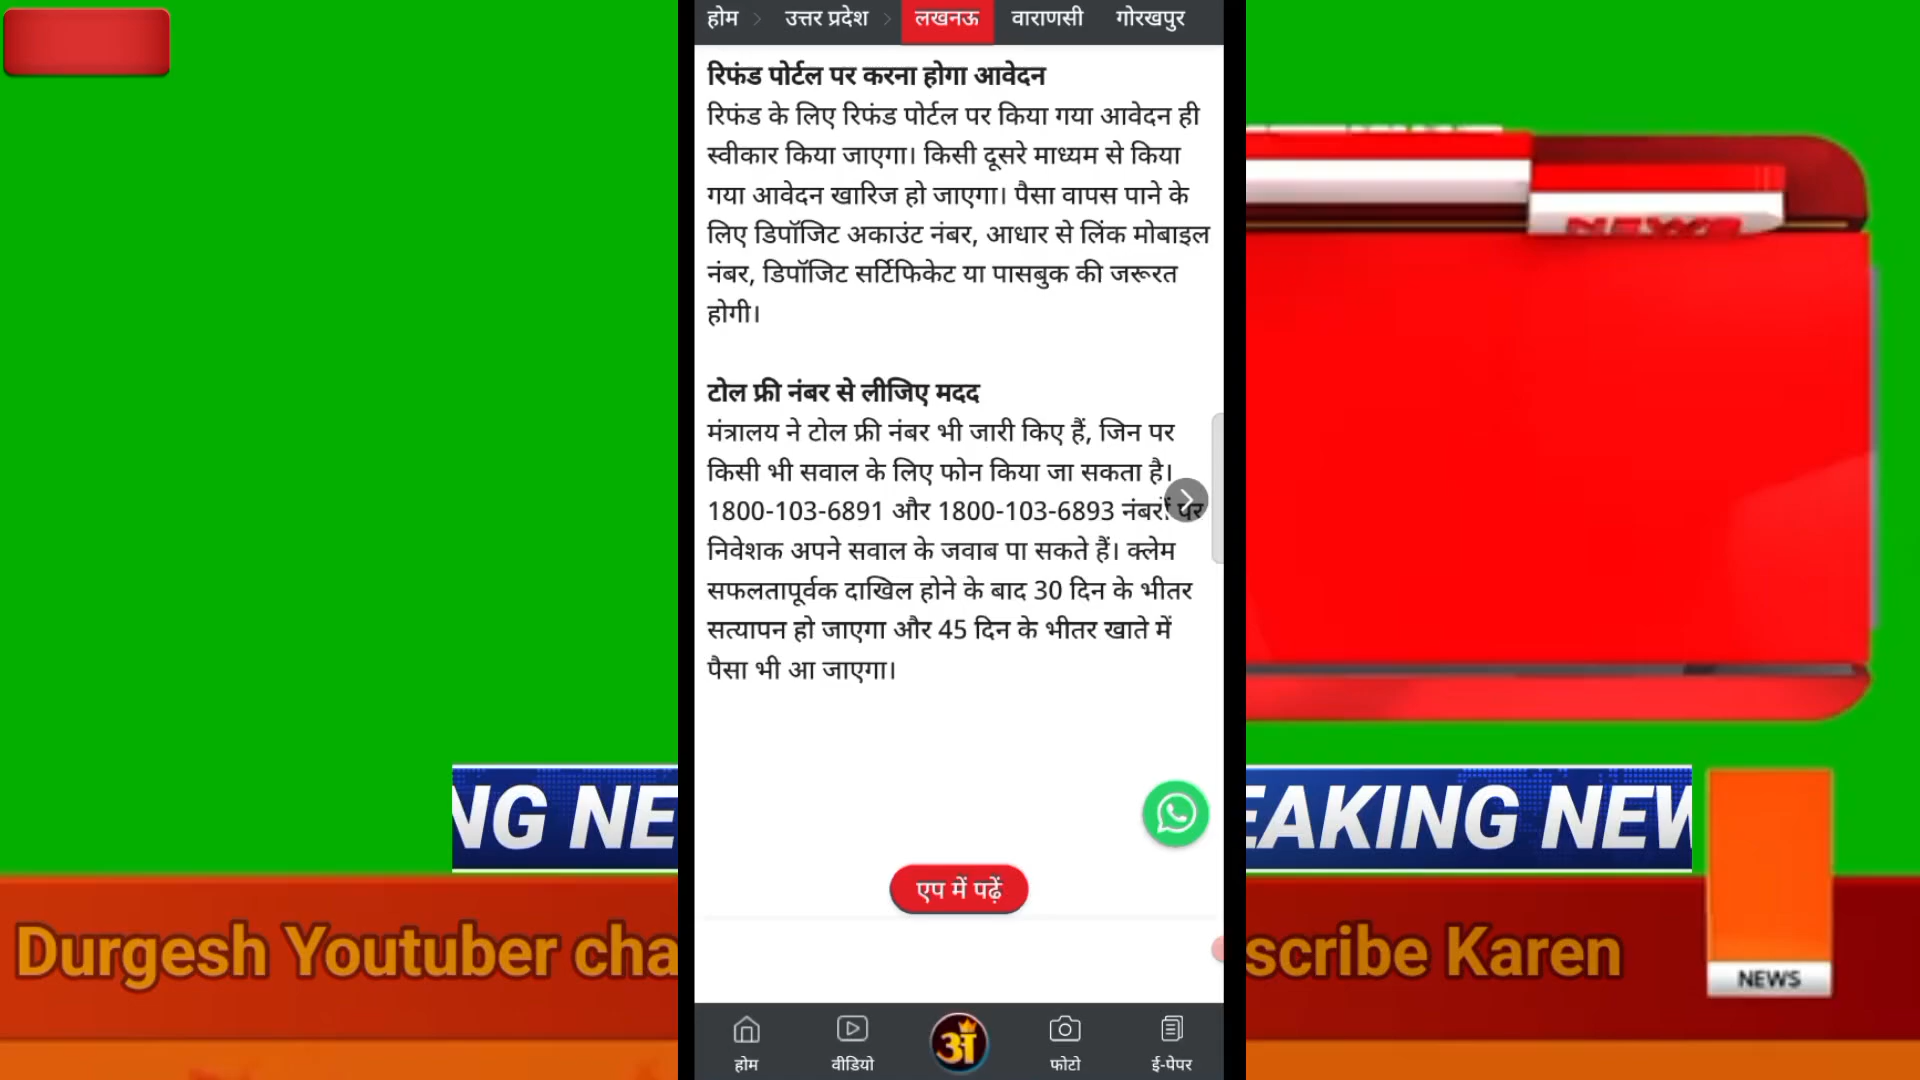 होम
उत्तर प्रदेश
लखनऊ
वाराणसी
गोरखपुर
रिफंड पोर्टल पर करना होगा आवेदन
रिफंड के लिए रिफंड पोर्टल पर किया गया आवेदन ही
स्वीकार किया जाएगा। किसी दूसरे माध्यम से किया
गया आवेदन खारिज हो जाएगा। पैसा वापस पाने के
लिए डिपॉजिट अकाउंट नंबर, आधार से लिंक मोबाइल
नंबर, डिपॉजिट सर्टिफिकेट या पासबुक की जरूरत
होगी।
टोल फ्री नंबर से लीजिए मदद
मंत्रालय ने टोल फ्री नंबर भी जारी किए हैं, जिन पर
किसी भी सवाल के लिए फोन किया जा सकता है।
1800-103-6891 और 1800-103-6893 नंबरों पर
निवेशक अपने सवाल के जवाब पा सकते हैं। क्लेम
सफलतापूर्वक दाखिल होने के बाद 30 दिन के भीतर
सत्यापन हो जाएगा और 45 दिन के भीतर खाते में
पैसा भी आ जाएगा।
NEWS
NG NE
EAKING NEW
एप में पढ़ें
Durgesh Youtuber cha
scribe Karen
NEWS
होम
वीडियो
अ
फोटो
ई-पेपर